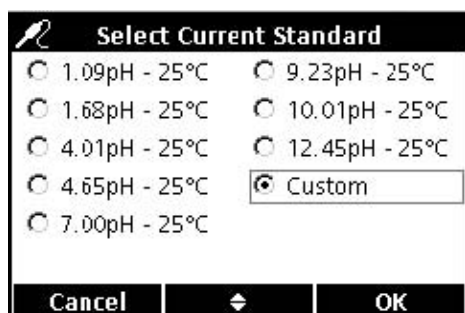 Select Current Standard
1.09pH - 25°C
1.68pH - 25°C
4.01pH - 25°C
4.65pH - 25°C
7.00pH - 25°C
9.23pH - 25°C
10.01pH - 25°C
12.45pH - 25°C
Custom
Cancel
OK